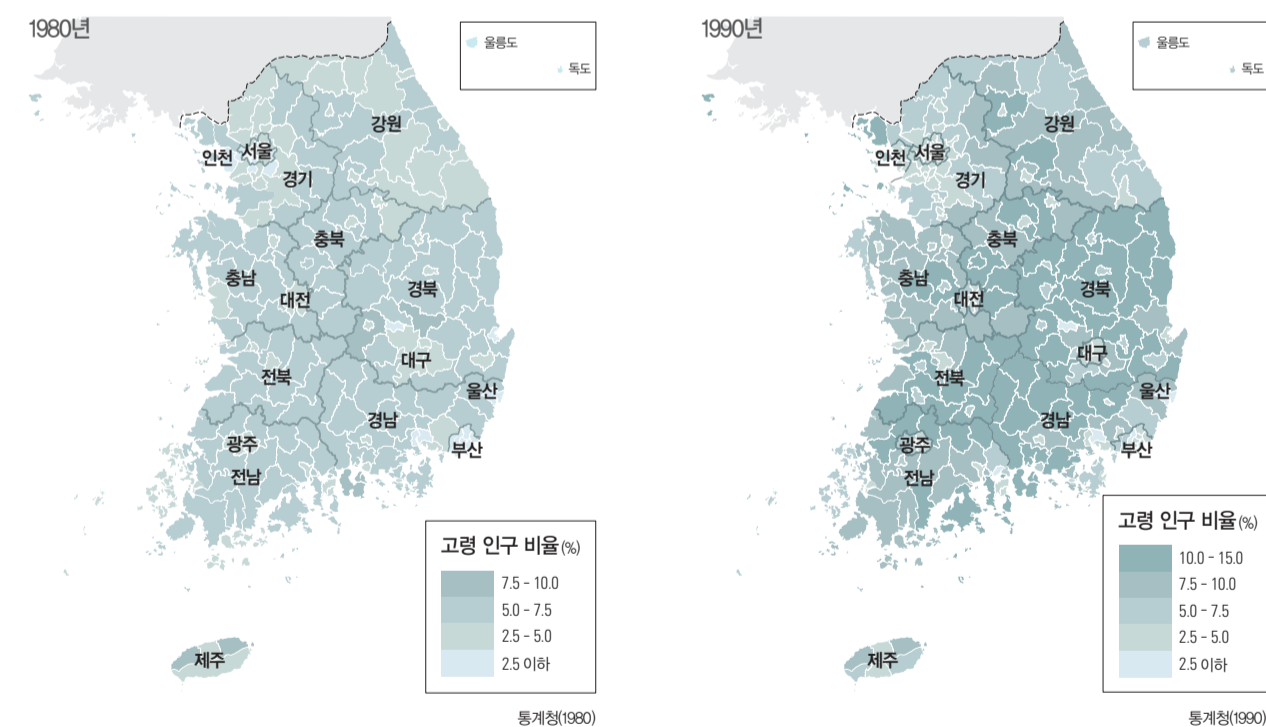 1980년
울릉도
독도
강원
인천
서울
경기
충북
충남
대전
경북
대구
전북
울산
경남
광주
부산
전남
제주
고령 인구 비율(%)
7.5 - 10.0
5.0 - 7.5
2.5 - 5.0
2.5 이하
통계청(1980)
1990년
울릉도
독도
강원
인천
서울
경기
충북
충남
대전
경북
대구
전북
울산
경남
광주
부산
전남
제주
고령 인구 비율(%)
10.0 - 15.0
7.5 - 10.0
5.0 - 7.5
2.5 - 5.0
2.5 이하
통계청(1990)